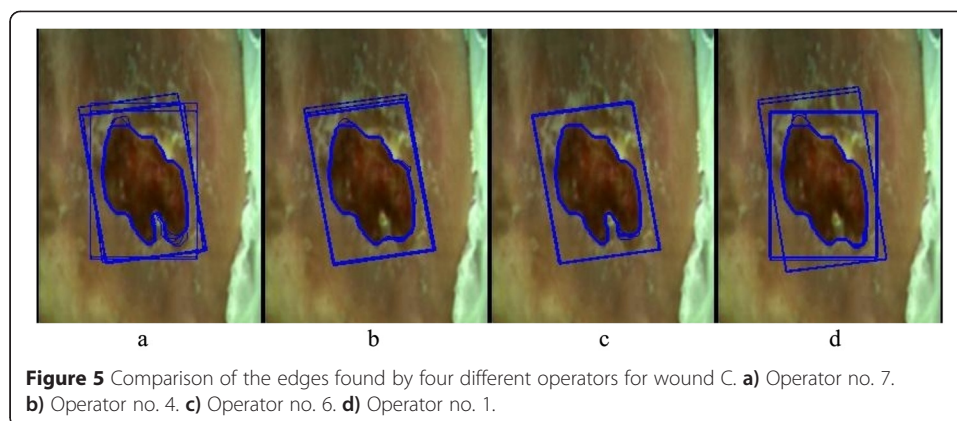 a b c d
Figure 5 Comparison of the edges found by four different operators for wound C. a) Operator no. 7.
b) Operator no. 4. c) Operator no. 6. d) Operator no. 1.